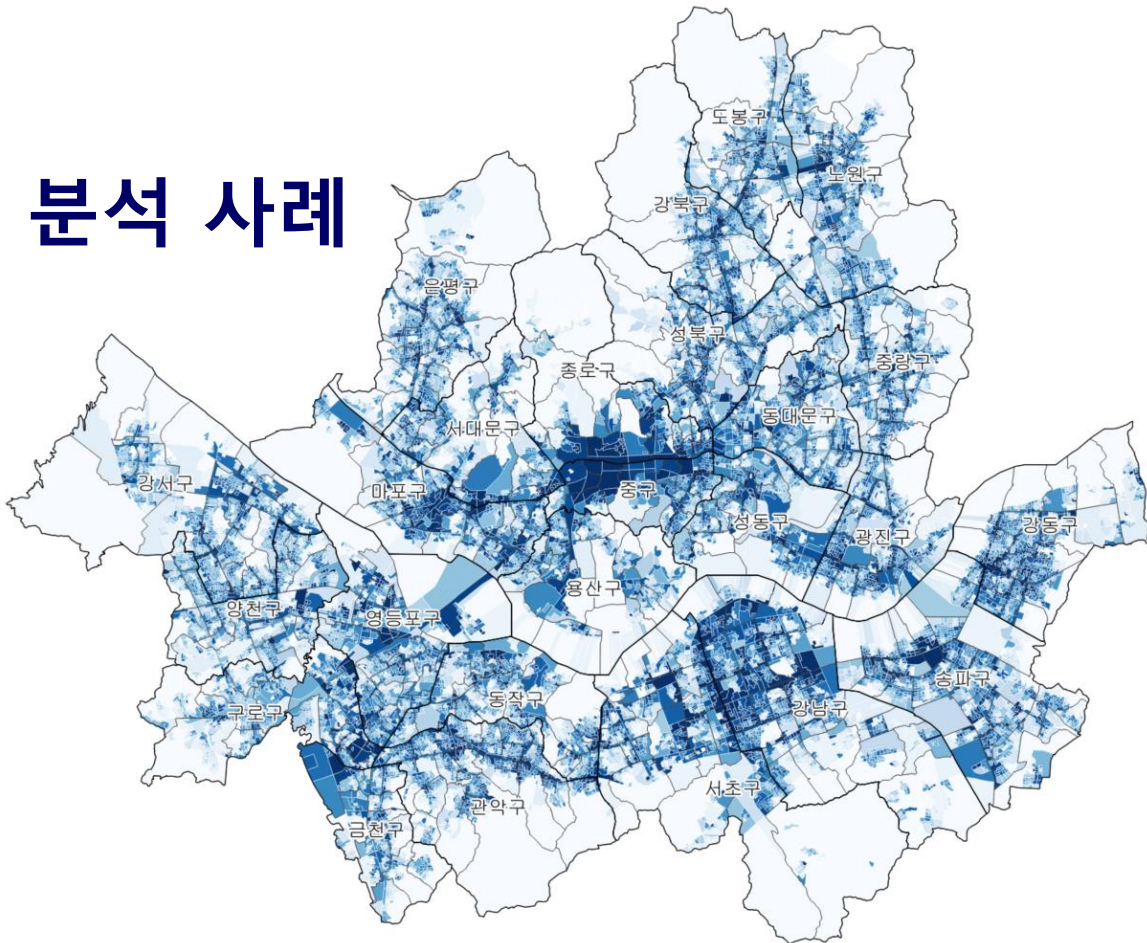 분석 사례
도봉구
노원구
강북구
은평구
성북구
종로구
중랑구
서대문구
동대문구
강서구
마포구
중구
성동구
광진구
강동구
양천구
영등포구
용산구
송파구
구로구
동작구
강남구
서초구
관악구
금천구